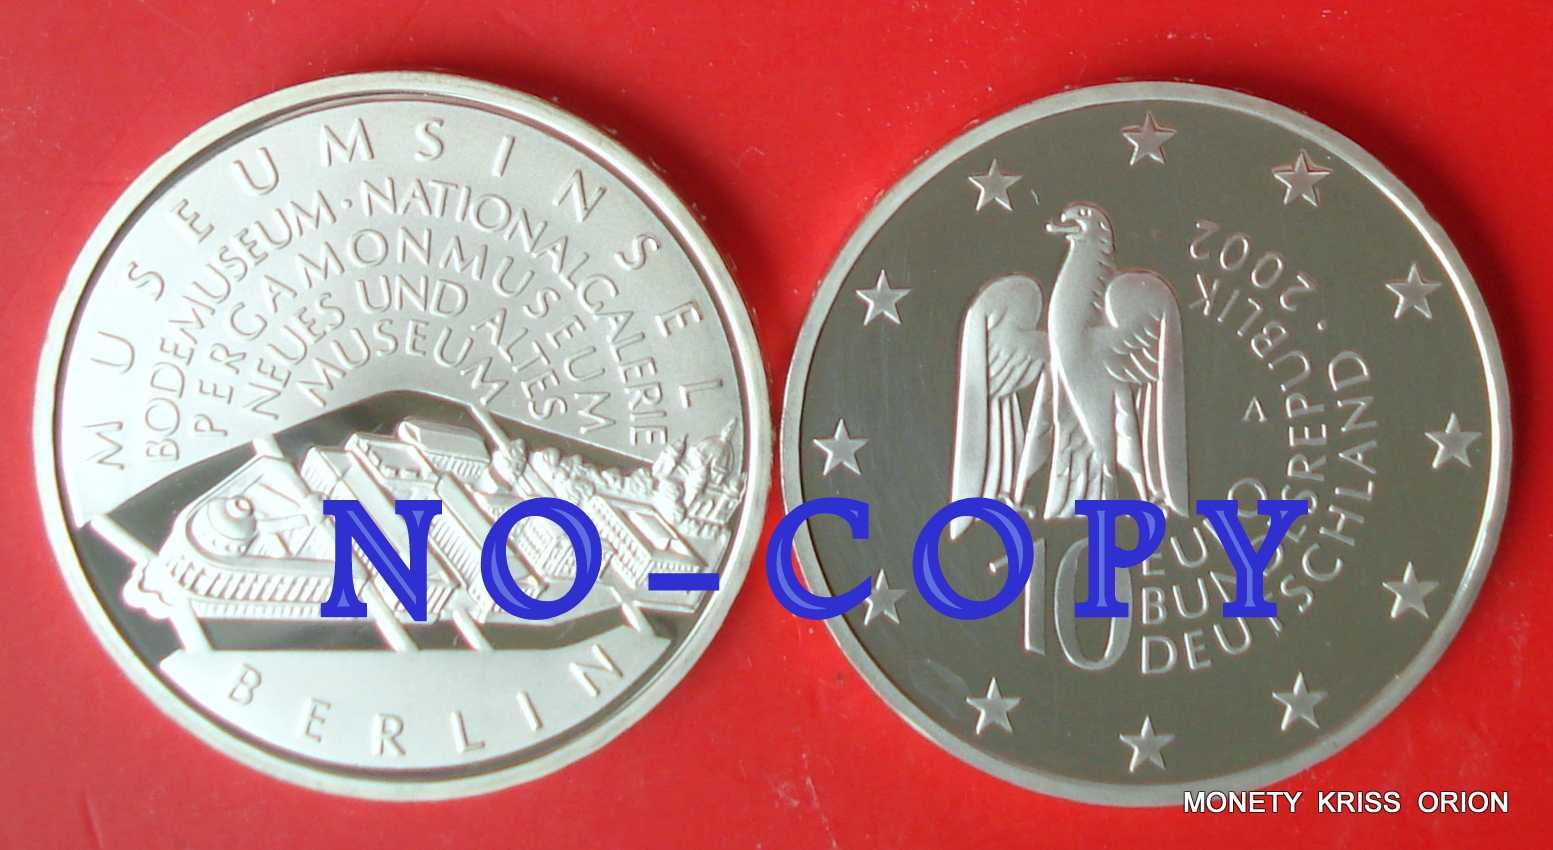 MUSEUMSINSEL
BODEMUSEUM · NATIONALGALERIE
PERGAMONMUSEUM
NEUES UND ALTES
MUSEUM
BERLIN
10 EURO
BUNDESREPUBLIK
DEUTSCHLAND
· 2002
A
NO-COPY
MONETY KRISS ORION